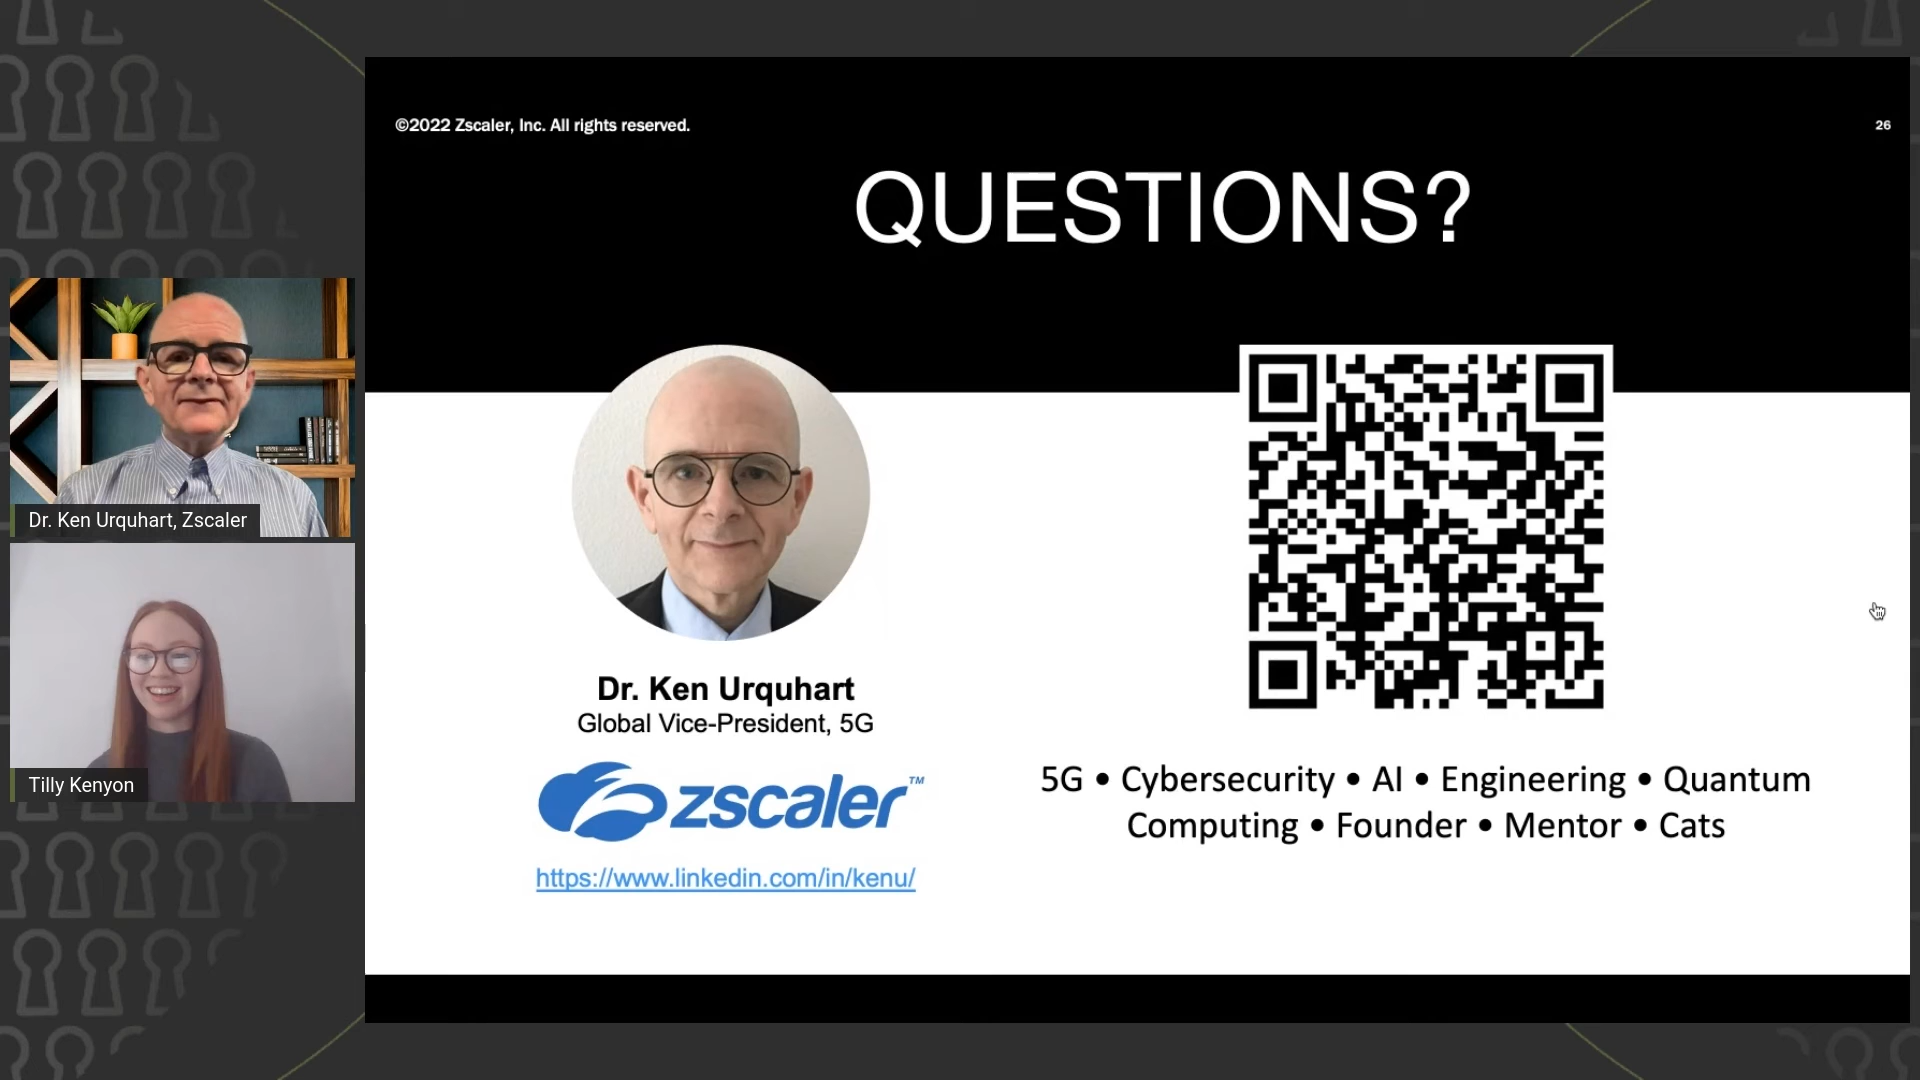 ©2022 Zscaler, Inc. All rights reserved.
26
QUESTIONS?
Dr. Ken Urquhart, Zscaler
Tilly Kenyon
Dr. Ken Urquhart
Global Vice-President, 5G
zscaler™
https://www.linkedin.com/in/kenu/
5G • Cybersecurity • AI • Engineering • Quantum
Computing • Founder • Mentor • Cats